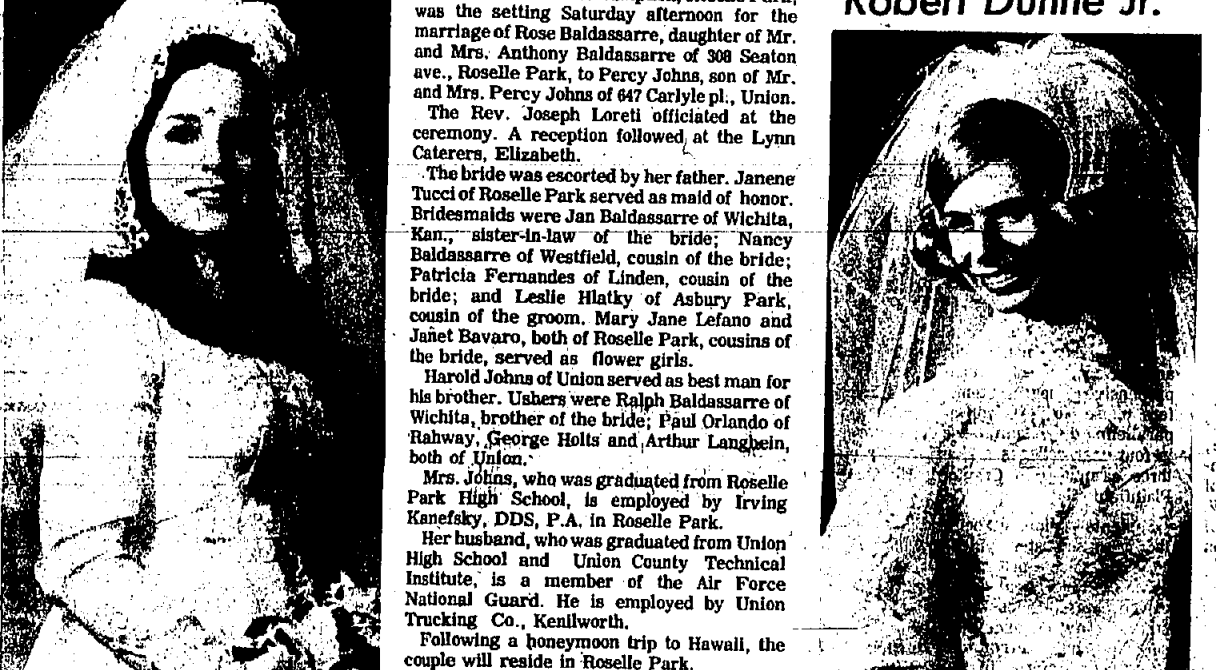 was the setting Saturday afternoon for the
marriage of Rose Baldassarre, daughter of Mr.
and Mrs. Anthony Baldassarre of 308 Seaton
ave., Roselle Park, to Percy Johns, son of Mr.
and Mrs. Percy Johns of 647 Carlyle pl., Union.
The Rev. Joseph Loreti officiated at the
ceremony. A reception followed at the Lynn
Caterers, Elizabeth.
The bride was escorted by her father. Janene
Tucci of Roselle Park served as maid of honor.
Bridesmaids were Jan Baldassarre of Wichita,
Kan., sister-in-law of the bride; Nancy
Baldassarre of Westfield, cousin of the bride;
Patricia Fernandes of Linden, cousin of the
bride; and Leslie Hlatky of Asbury Park,
cousin of the groom. Mary Jane Lefano and
Janet Bavaro, both of Roselle Park, cousins of
the bride, served as flower girls.
Harold Johns of Union served as best man for
his brother. Ushers were Ralph Baldassarre of
Wichita, brother of the bride; Paul Orlando of
Rahway, George Holts and Arthur Langbein,
both of Union.
Mrs. Johns, who was graduated from Roselle
Park High School, is employed by Irving
Kanefsky, DDS, P.A. in Roselle Park.
Her husband, who was graduated from Union
High School and Union County Technical
Institute, is a member of the Air Force
National Guard. He is employed by Union
Trucking Co., Kenilworth.
Following a honeymoon trip to Hawaii, the
couple will reside in Roselle Park.
Robert Dunne Jr.